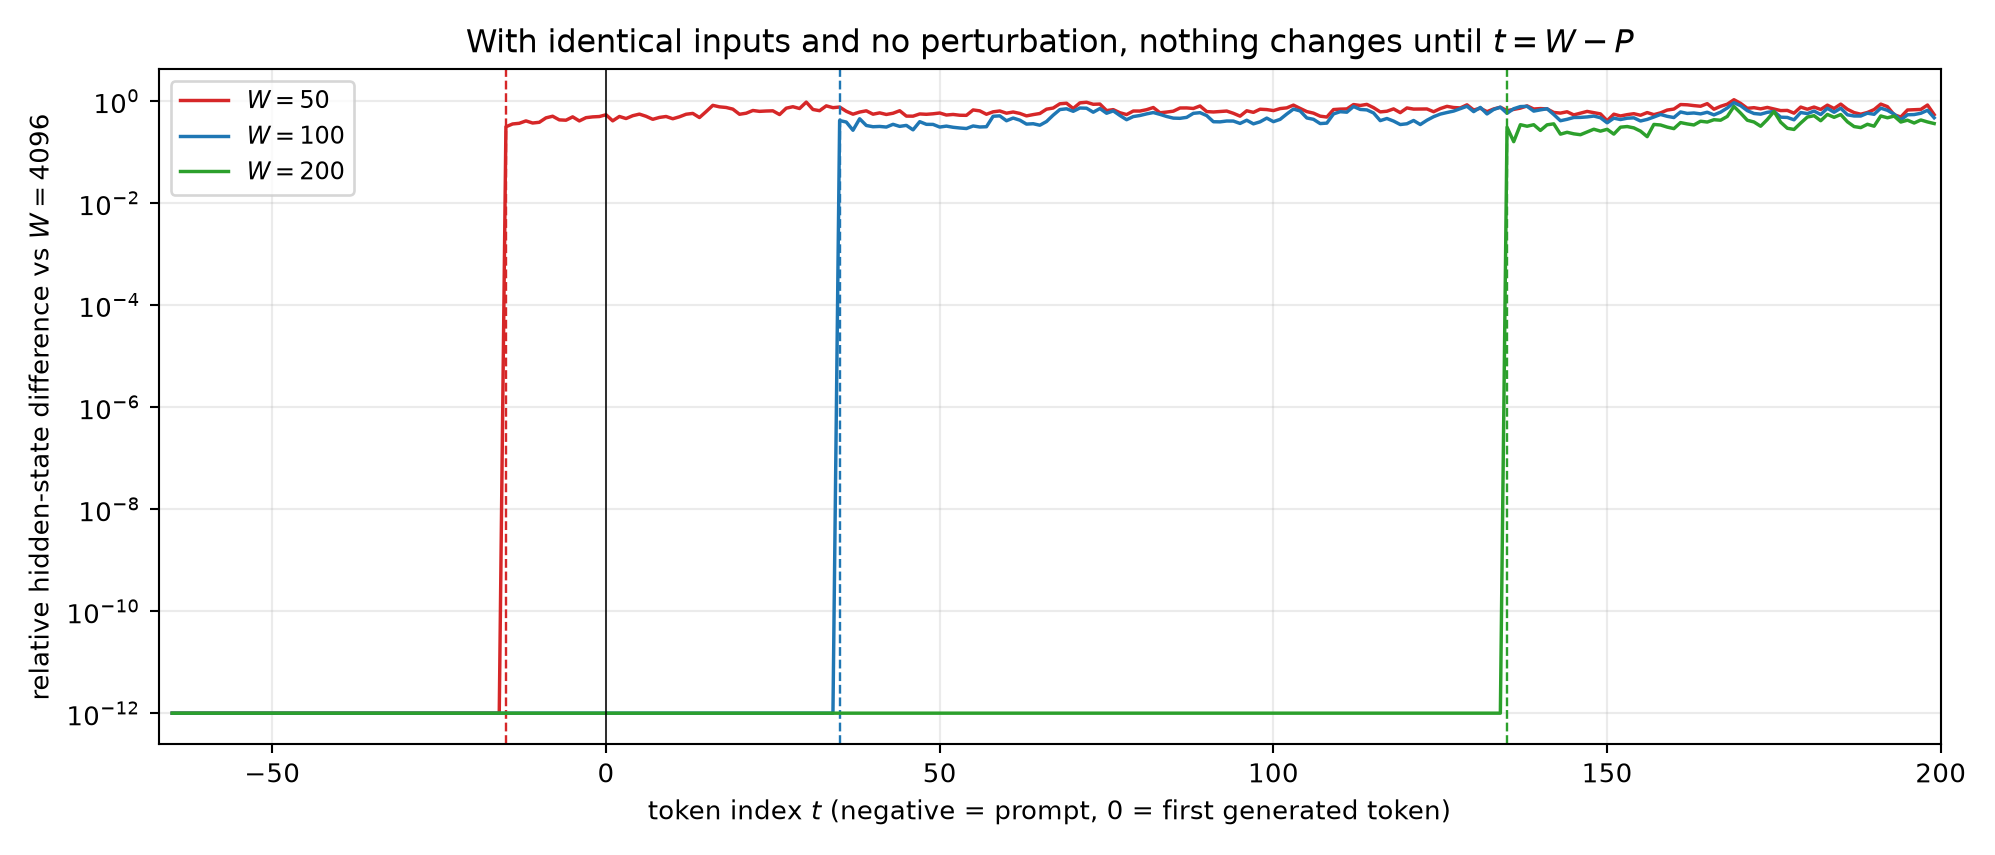 With identical inputs and no perturbation, nothing changes until t = W − P
W = 50
W = 100
W = 200
relative hidden-state difference vs W = 4096
10⁰
10⁻²
10⁻⁴
10⁻⁶
10⁻⁸
10⁻¹⁰
10⁻¹²
−50 0 50 100 150 200
token index t (negative = prompt, 0 = first generated token)